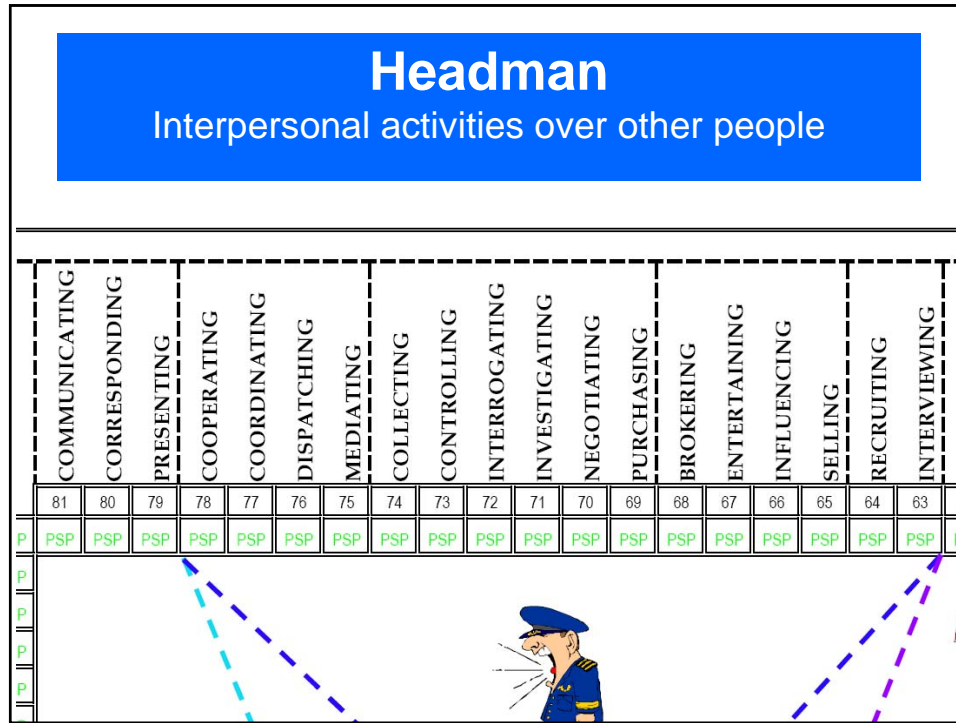 Headman
Interpersonal activities over other people
COMMUNICATING
CORRESPONDING
PRESENTING
COOPERATING
COORDINATING
DISPATCHING
MEDIATING
COLLECTING
CONTROLLING
INTERROGATING
INVESTIGATING
NEGOTIATING
PURCHASING
BROKERING
ENTERTAINING
INFLUENCING
SELLING
RECRUITING
INTERVIEWING
81 80 79 78 77 76 75 74 73 72 71 70 69 68 67 66 65 64 63
P PSP PSP PSP PSP PSP PSP PSP PSP PSP PSP PSP PSP PSP PSP PSP PSP PSP PSP PSP
P
P
P
P